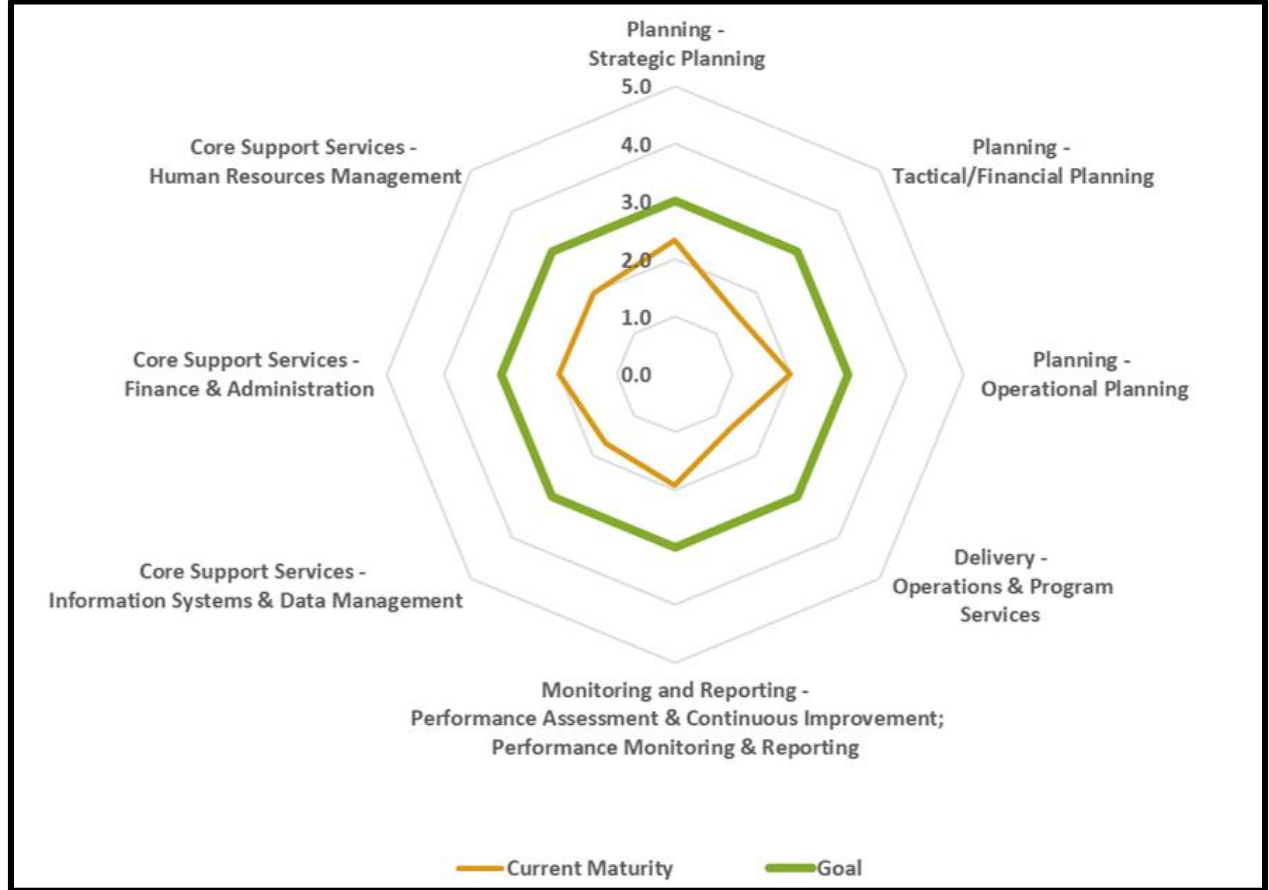 Planning -
Strategic Planning
5.0
4.0
3.0
2.0
1.0
0.0
Core Support Services -
Human Resources Management
Planning -
Tactical/Financial Planning
Core Support Services -
Finance & Administration
Planning -
Operational Planning
Core Support Services -
Information Systems & Data Management
Delivery -
Operations & Program
Services
Monitoring and Reporting -
Performance Assessment & Continuous Improvement;
Performance Monitoring & Reporting
Current Maturity
Goal